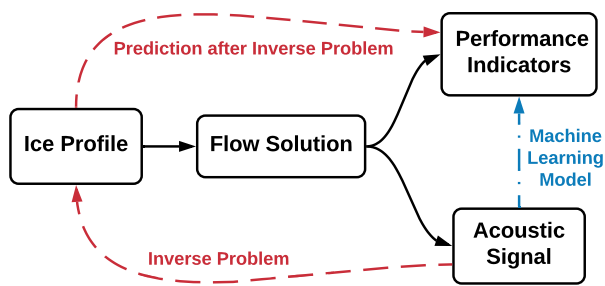 Prediction after Inverse Problem
Performance
Indicators
Ice Profile
Flow Solution
Machine
Learning
Model
Acoustic
Signal
Inverse Problem